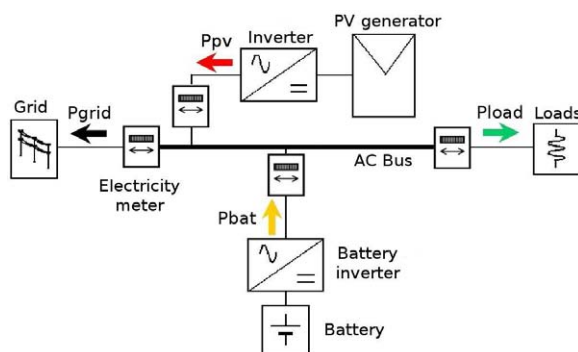 Ppv
Inverter
PV generator
Grid
Pgrid
Pload
Loads
AC Bus
Electricity
meter
Pbat
Battery
inverter
Battery